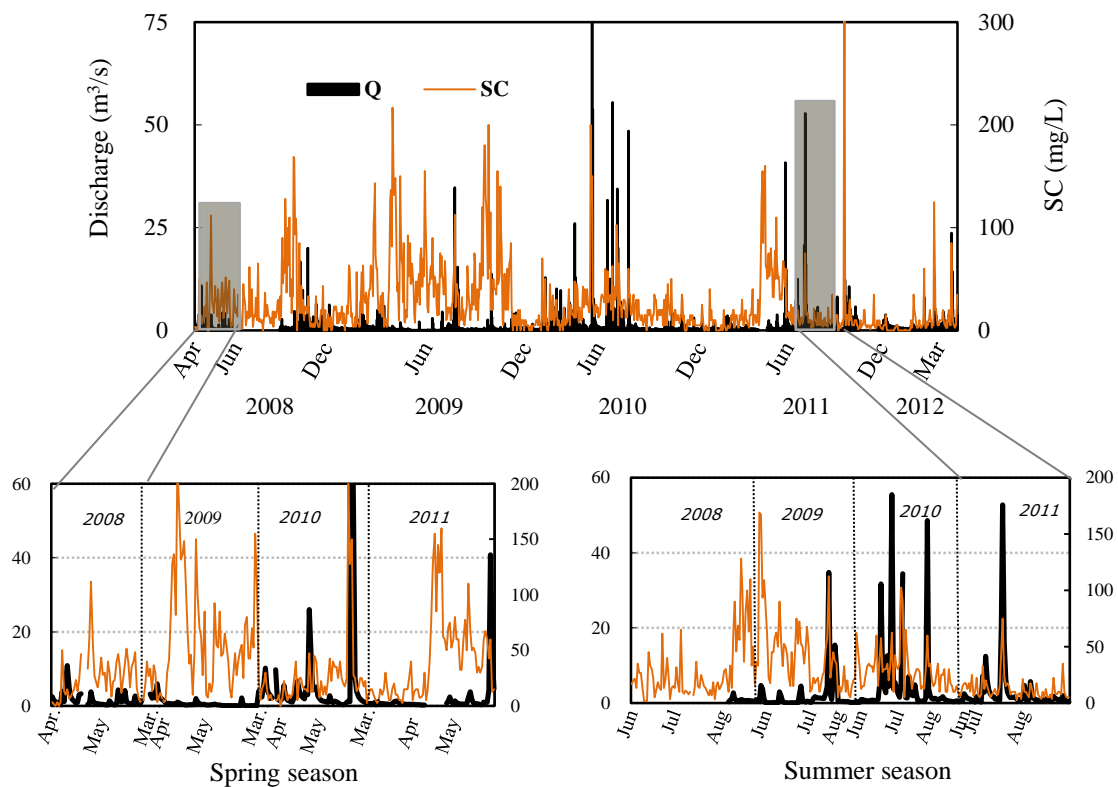 75
300
Q
SC
50
200
Discharge (m³/s)
SC (mg/L)
25
100
0
0
Apr
Jun
Dec
Jun
Dec
Jun
Dec
Jun
Dec
Mar
2008
2009
2010
2011
2012
60
200
2008
2009
2010
2011
40
150
100
20
50
0
0
Apr.
May
Mar.
Apr
May
Mar.
Apr
May
Mar.
Apr
May
Spring season
60
200
2008
2009
2010
2011
150
40
100
20
50
0
0
Jun
Jul
Aug
Jun
Jul
Aug
Jun
Jul
Aug
Jun
Jul
Aug
Summer season